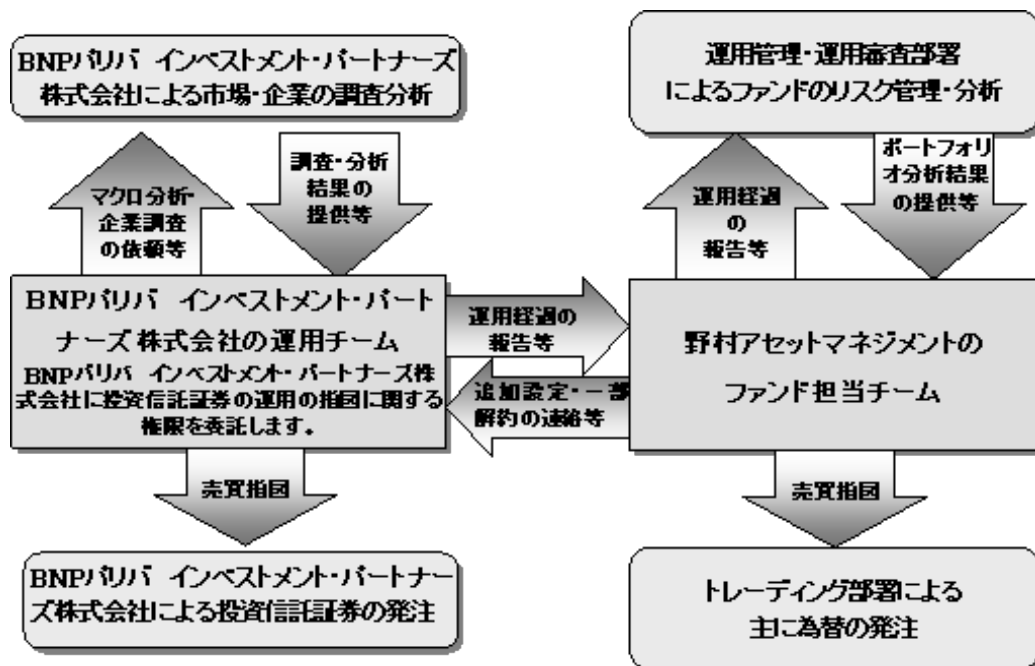 BNPパリバ インベストメント・パートナーズ
株式会社による市場・企業の調査分析
運用管理・運用審査部署
によるファンドのリスク管理・分析
マクロ分析・
企業調査
の依頼等
調査・分析
結果の
提供等
運用経過
の
報告等
ポートフォリ
オ分析結果
の提供等
BNPパリバ インベストメント・パート
ナーズ株式会社の運用チーム
BNPパリバ インベストメント・パートナーズ株
式会社に投資信託証券の運用の指図に関する
権限を委託します。
運用経過の
報告等
追加設定・一部
解約の連絡等
野村アセットマネジメントの
ファンド担当チーム
売買指図
売買指図
BNPパリバ インベストメント・パートナー
ズ株式会社による投資信託証券の発注
トレーディング部署による
主に為替の発注